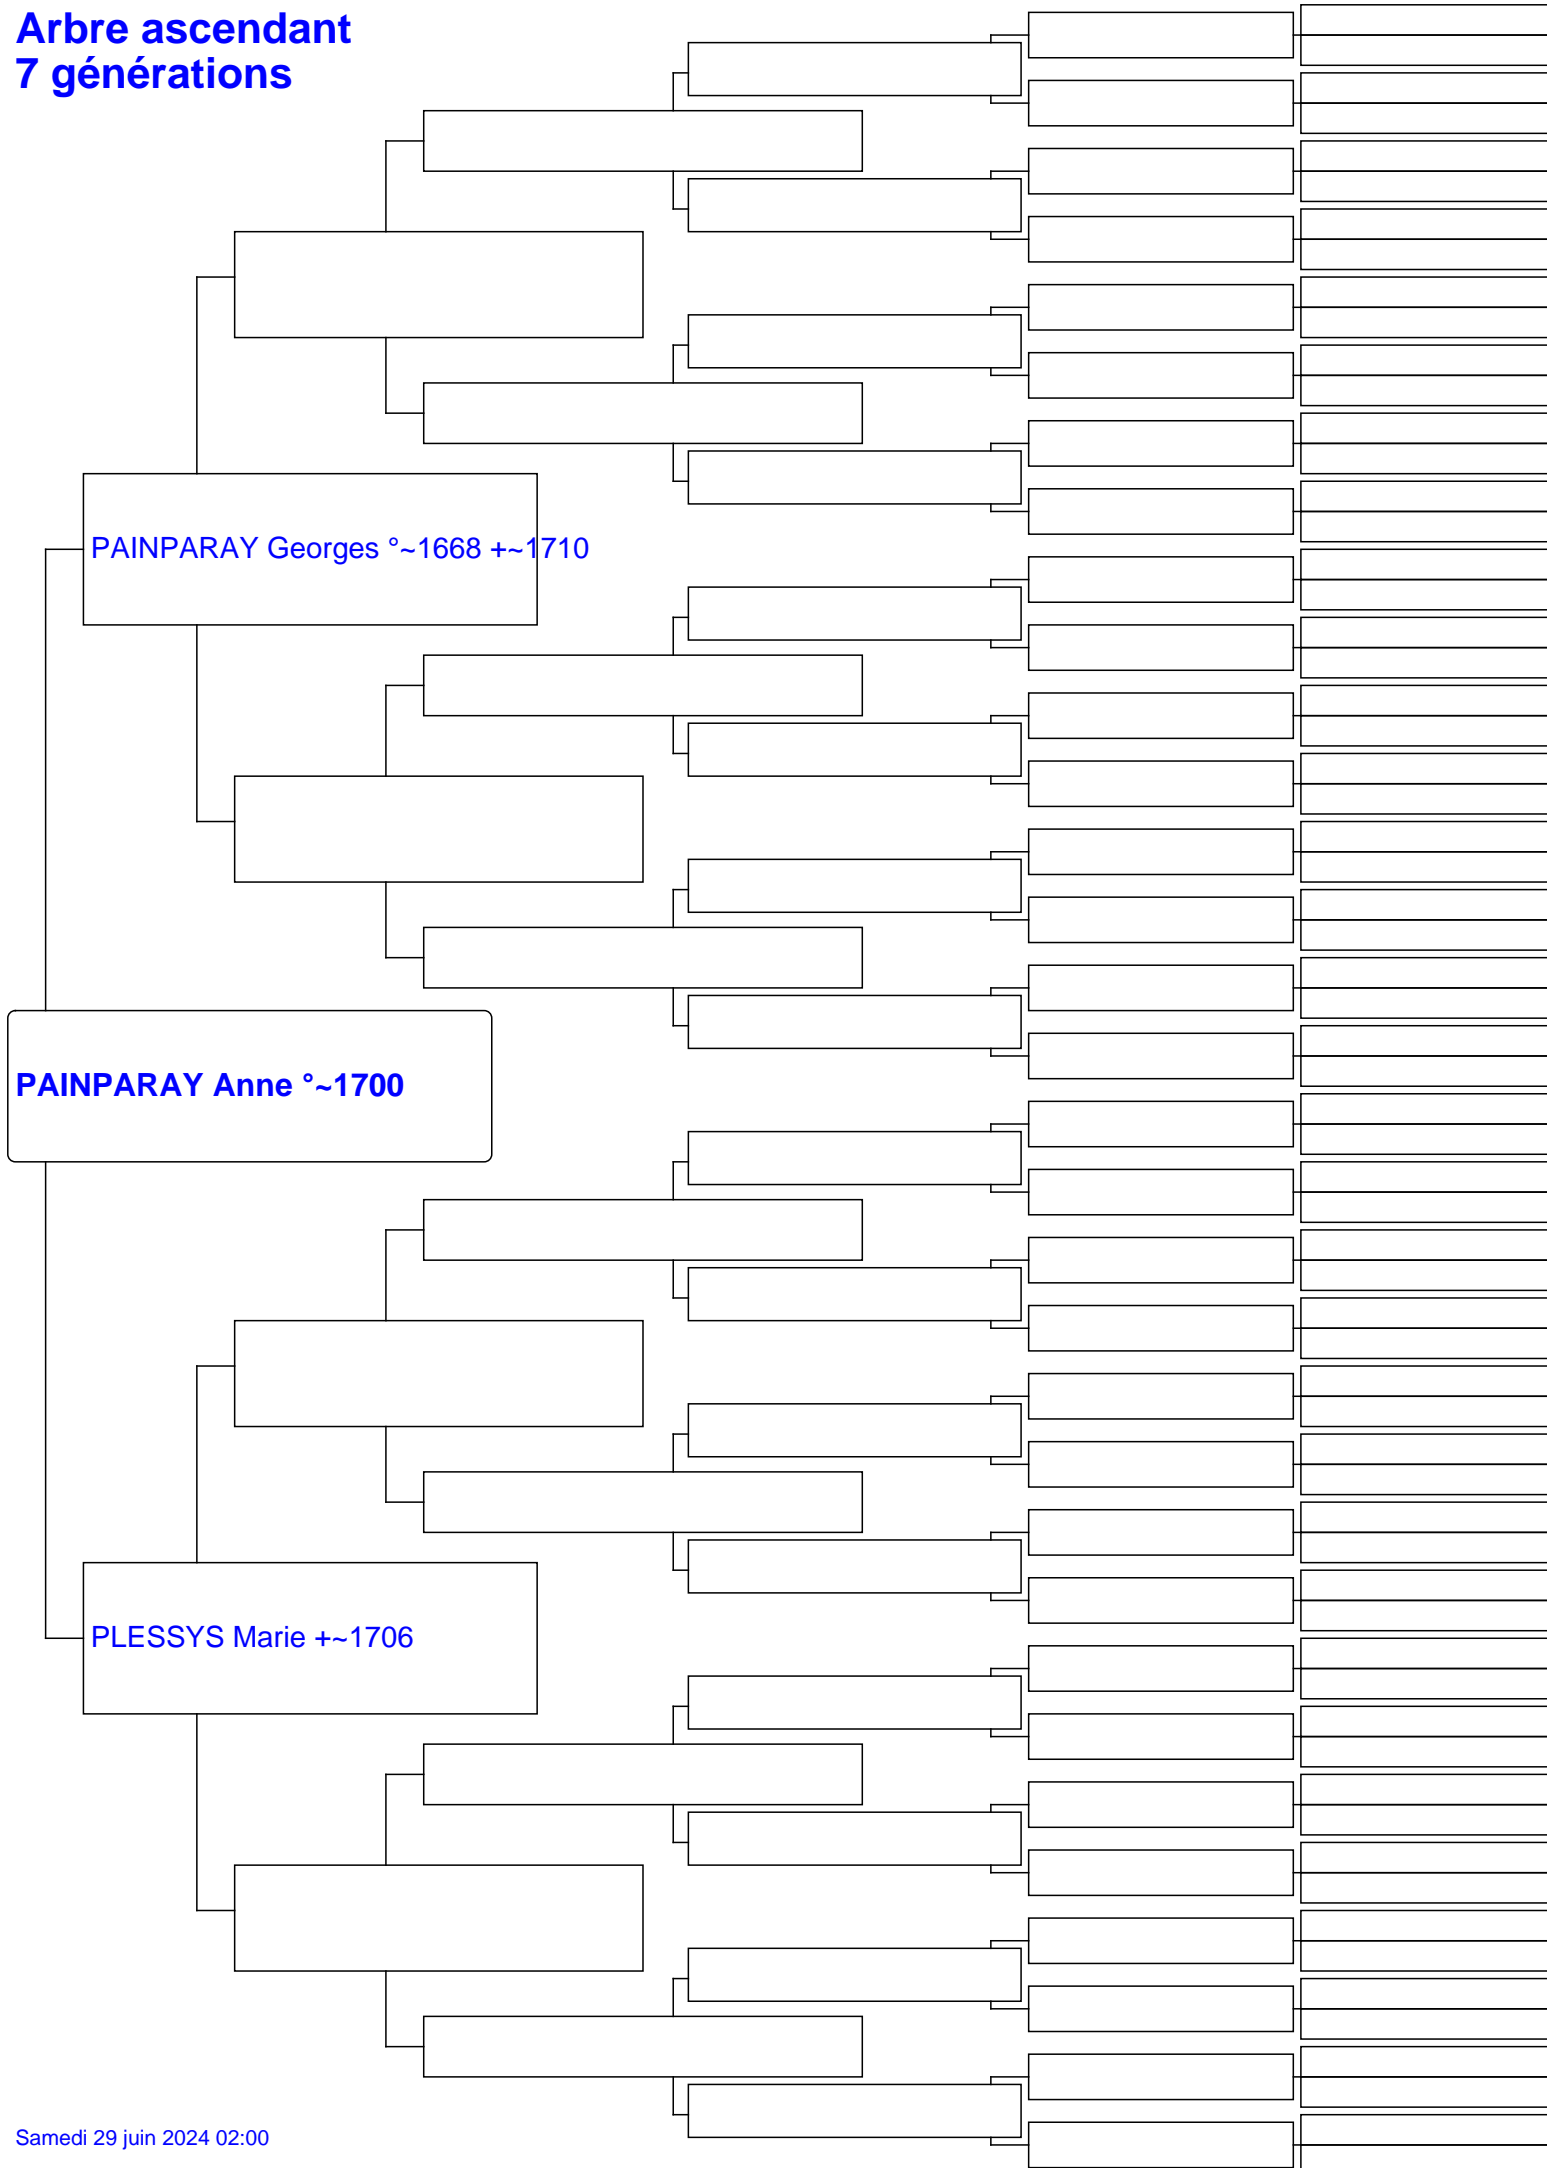 Arbre ascendant
7 générations
PAINPARAY Georges °~1668 +~1710
PAINPARAY Anne °~1700
PLESSYS Marie +~1706
Samedi 29 juin 2024 02:00